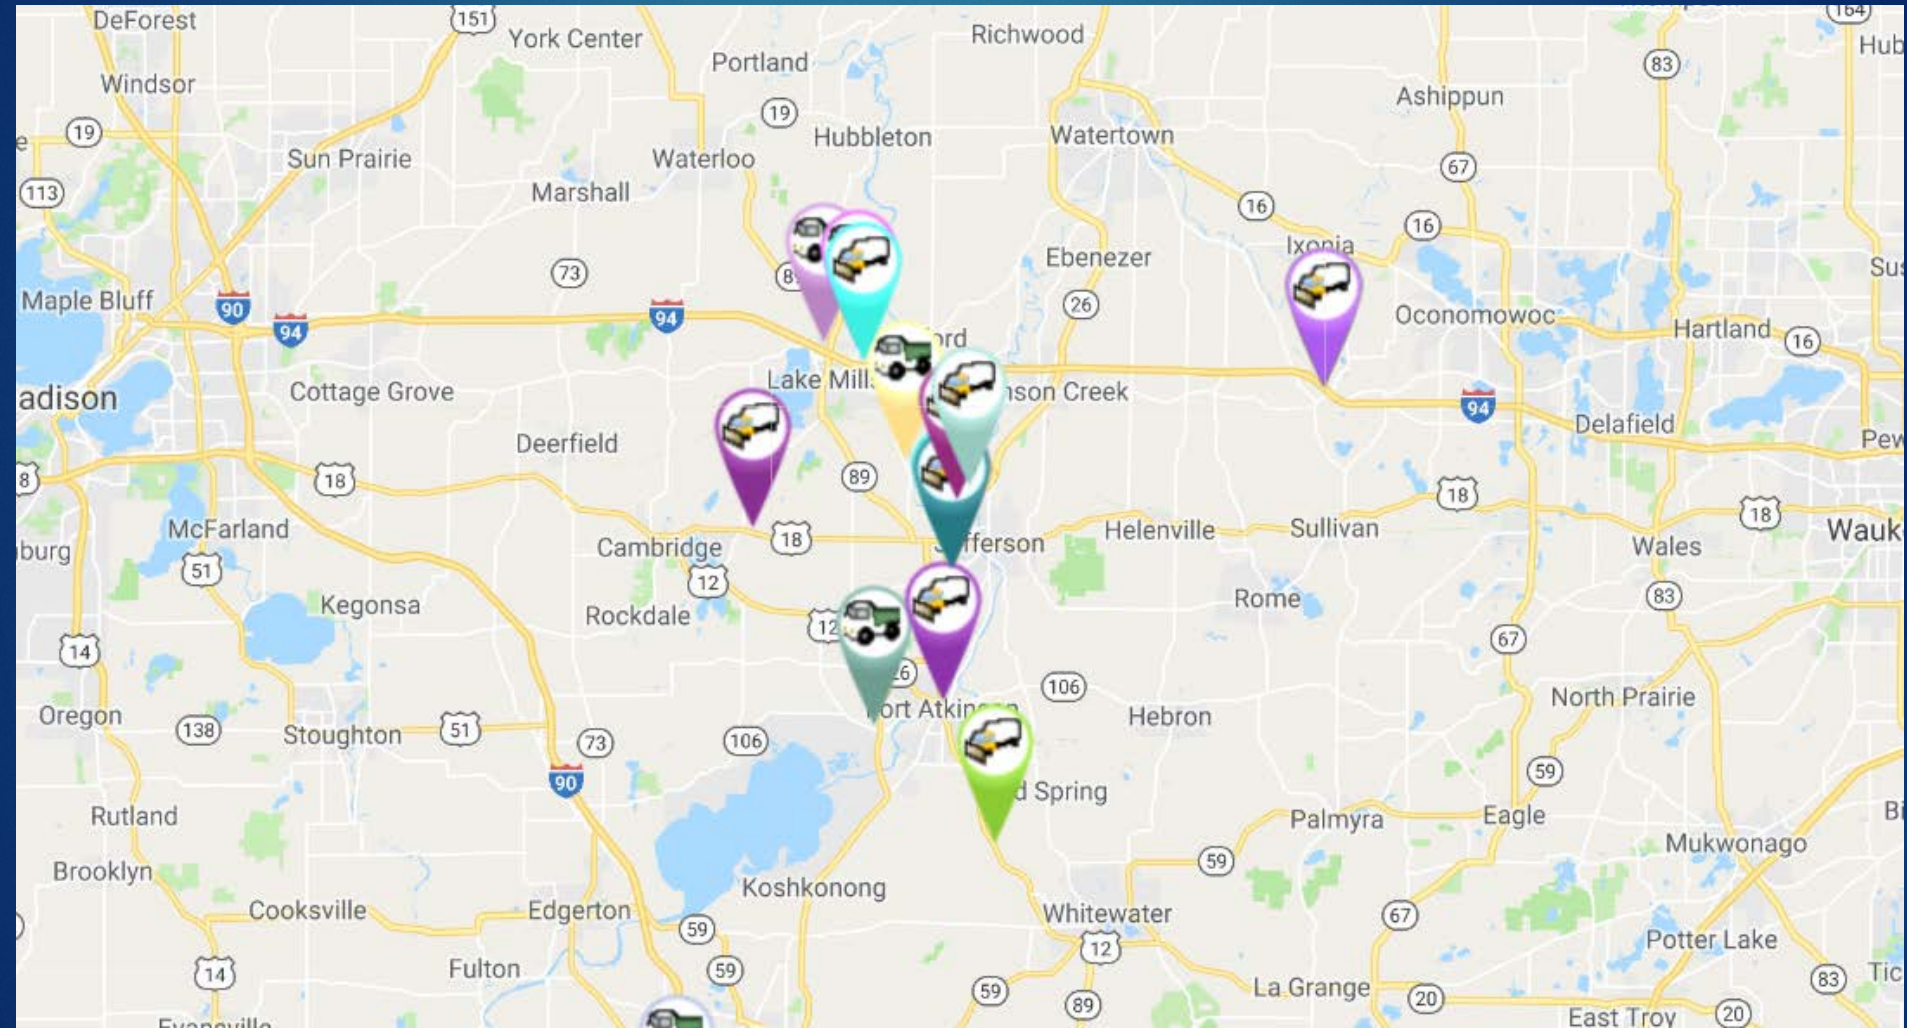 DeForest
151
York Center
Richwood
164
Portland
83
Windsor
Ashippun
19
19
Hubbleton
Watertown
Sun Prairie
Waterloo
67
113
Marshall
16
16
Ixonia
73
Ebenezer
Maple Bluff
90
94
94
26
Oconomowoc
Hartland
16
Cottage Grove
Lake Mills
adison
nson Creek
94
Delafield
Deerfield
18
89
18
18
McFarland
Cambridge
18
fferson
Helenville
Sullivan
Wales
Wauk
burg
51
12
Kegonsa
Rockdale
12
Rome
83
14
67
106
North Prairie
Oregon
138
Stoughton
51
73
106
ort Atkinson
Hebron
90
59
d Spring
Rutland
Palmyra
Eagle
Mukwonago
Brooklyn
59
Koshkonong
Cooksville
Edgerton
59
Whitewater
67
12
Potter Lake
14
Fulton
59
59
89
La Grange
20
83
East Troy
20
Evansville